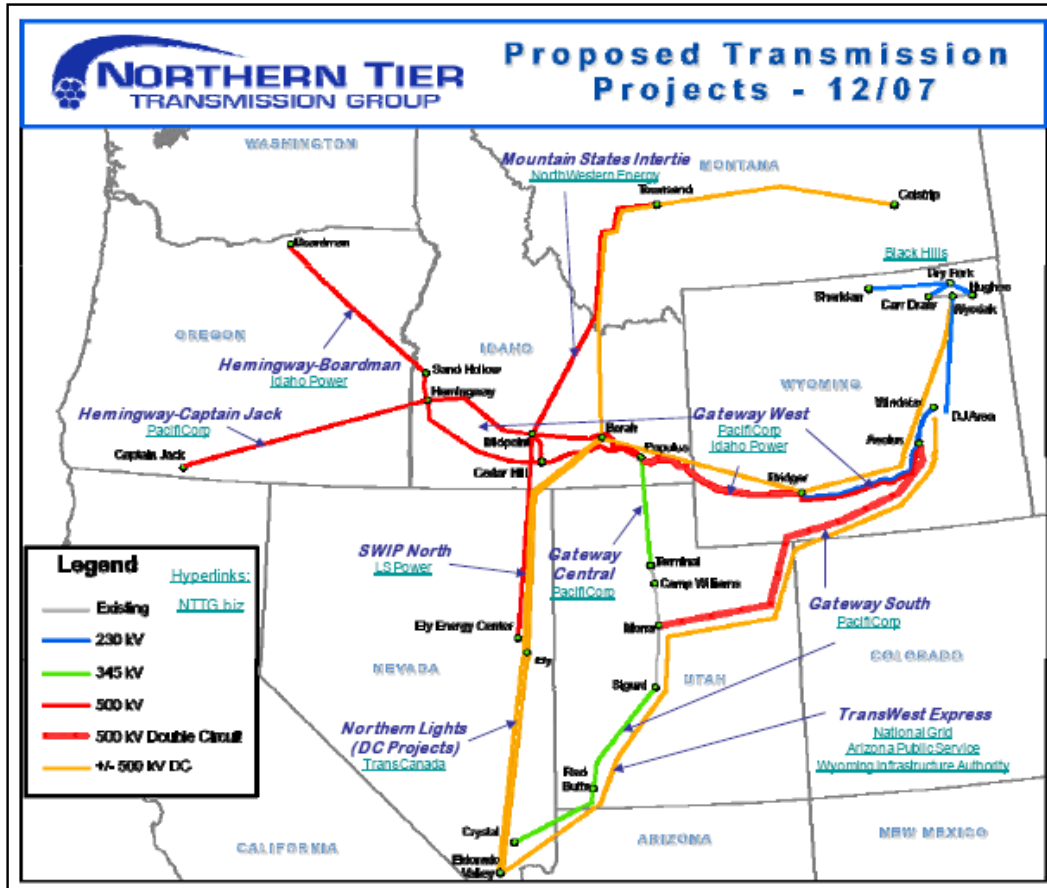 NORTHERN TIER
TRANSMISSION GROUP
Proposed Transmission
Projects - 12/07
WASHINGTON
Mountain States Intertie
NorthWestern Energy
MONTANA
Townsend
Colstrip
Boardman
Black Hills
Dry Fork
Hughes
Sheridan
Carr Draw
Wyodak
OREGON
IDAHO
Hemingway-Boardman
Idaho Power
Sand Hollow
Hemingway
WYOMING
Windstar
DJ Area
Hemingway-Captain Jack
PacifiCorp
Gateway West
PacifiCorp
Idaho Power
Captain Jack
Midpoint
Borah
Populus
Aeolus
Cedar Hill
Bridger
SWIP North
LS Power
Gateway
Central
PacifiCorp
Terminal
Camp Williams
Gateway South
PacifiCorp
Legend
Hyperlinks:
NTTG.biz
Existing
230 kV
345 kV
500 kV
500 kV Double Circuit
+/- 500 kV DC
Ely Energy Center
Mona
Ely
NEVADA
COLORADO
Sigurd
UTAH
Northern Lights
(DC Projects)
TransCanada
TransWest Express
National Grid
Arizona Public Service
Wyoming Infrastructure Authority
Red
Butte
Crystal
CALIFORNIA
Eldorado
Valley
ARIZONA
NEW MEXICO